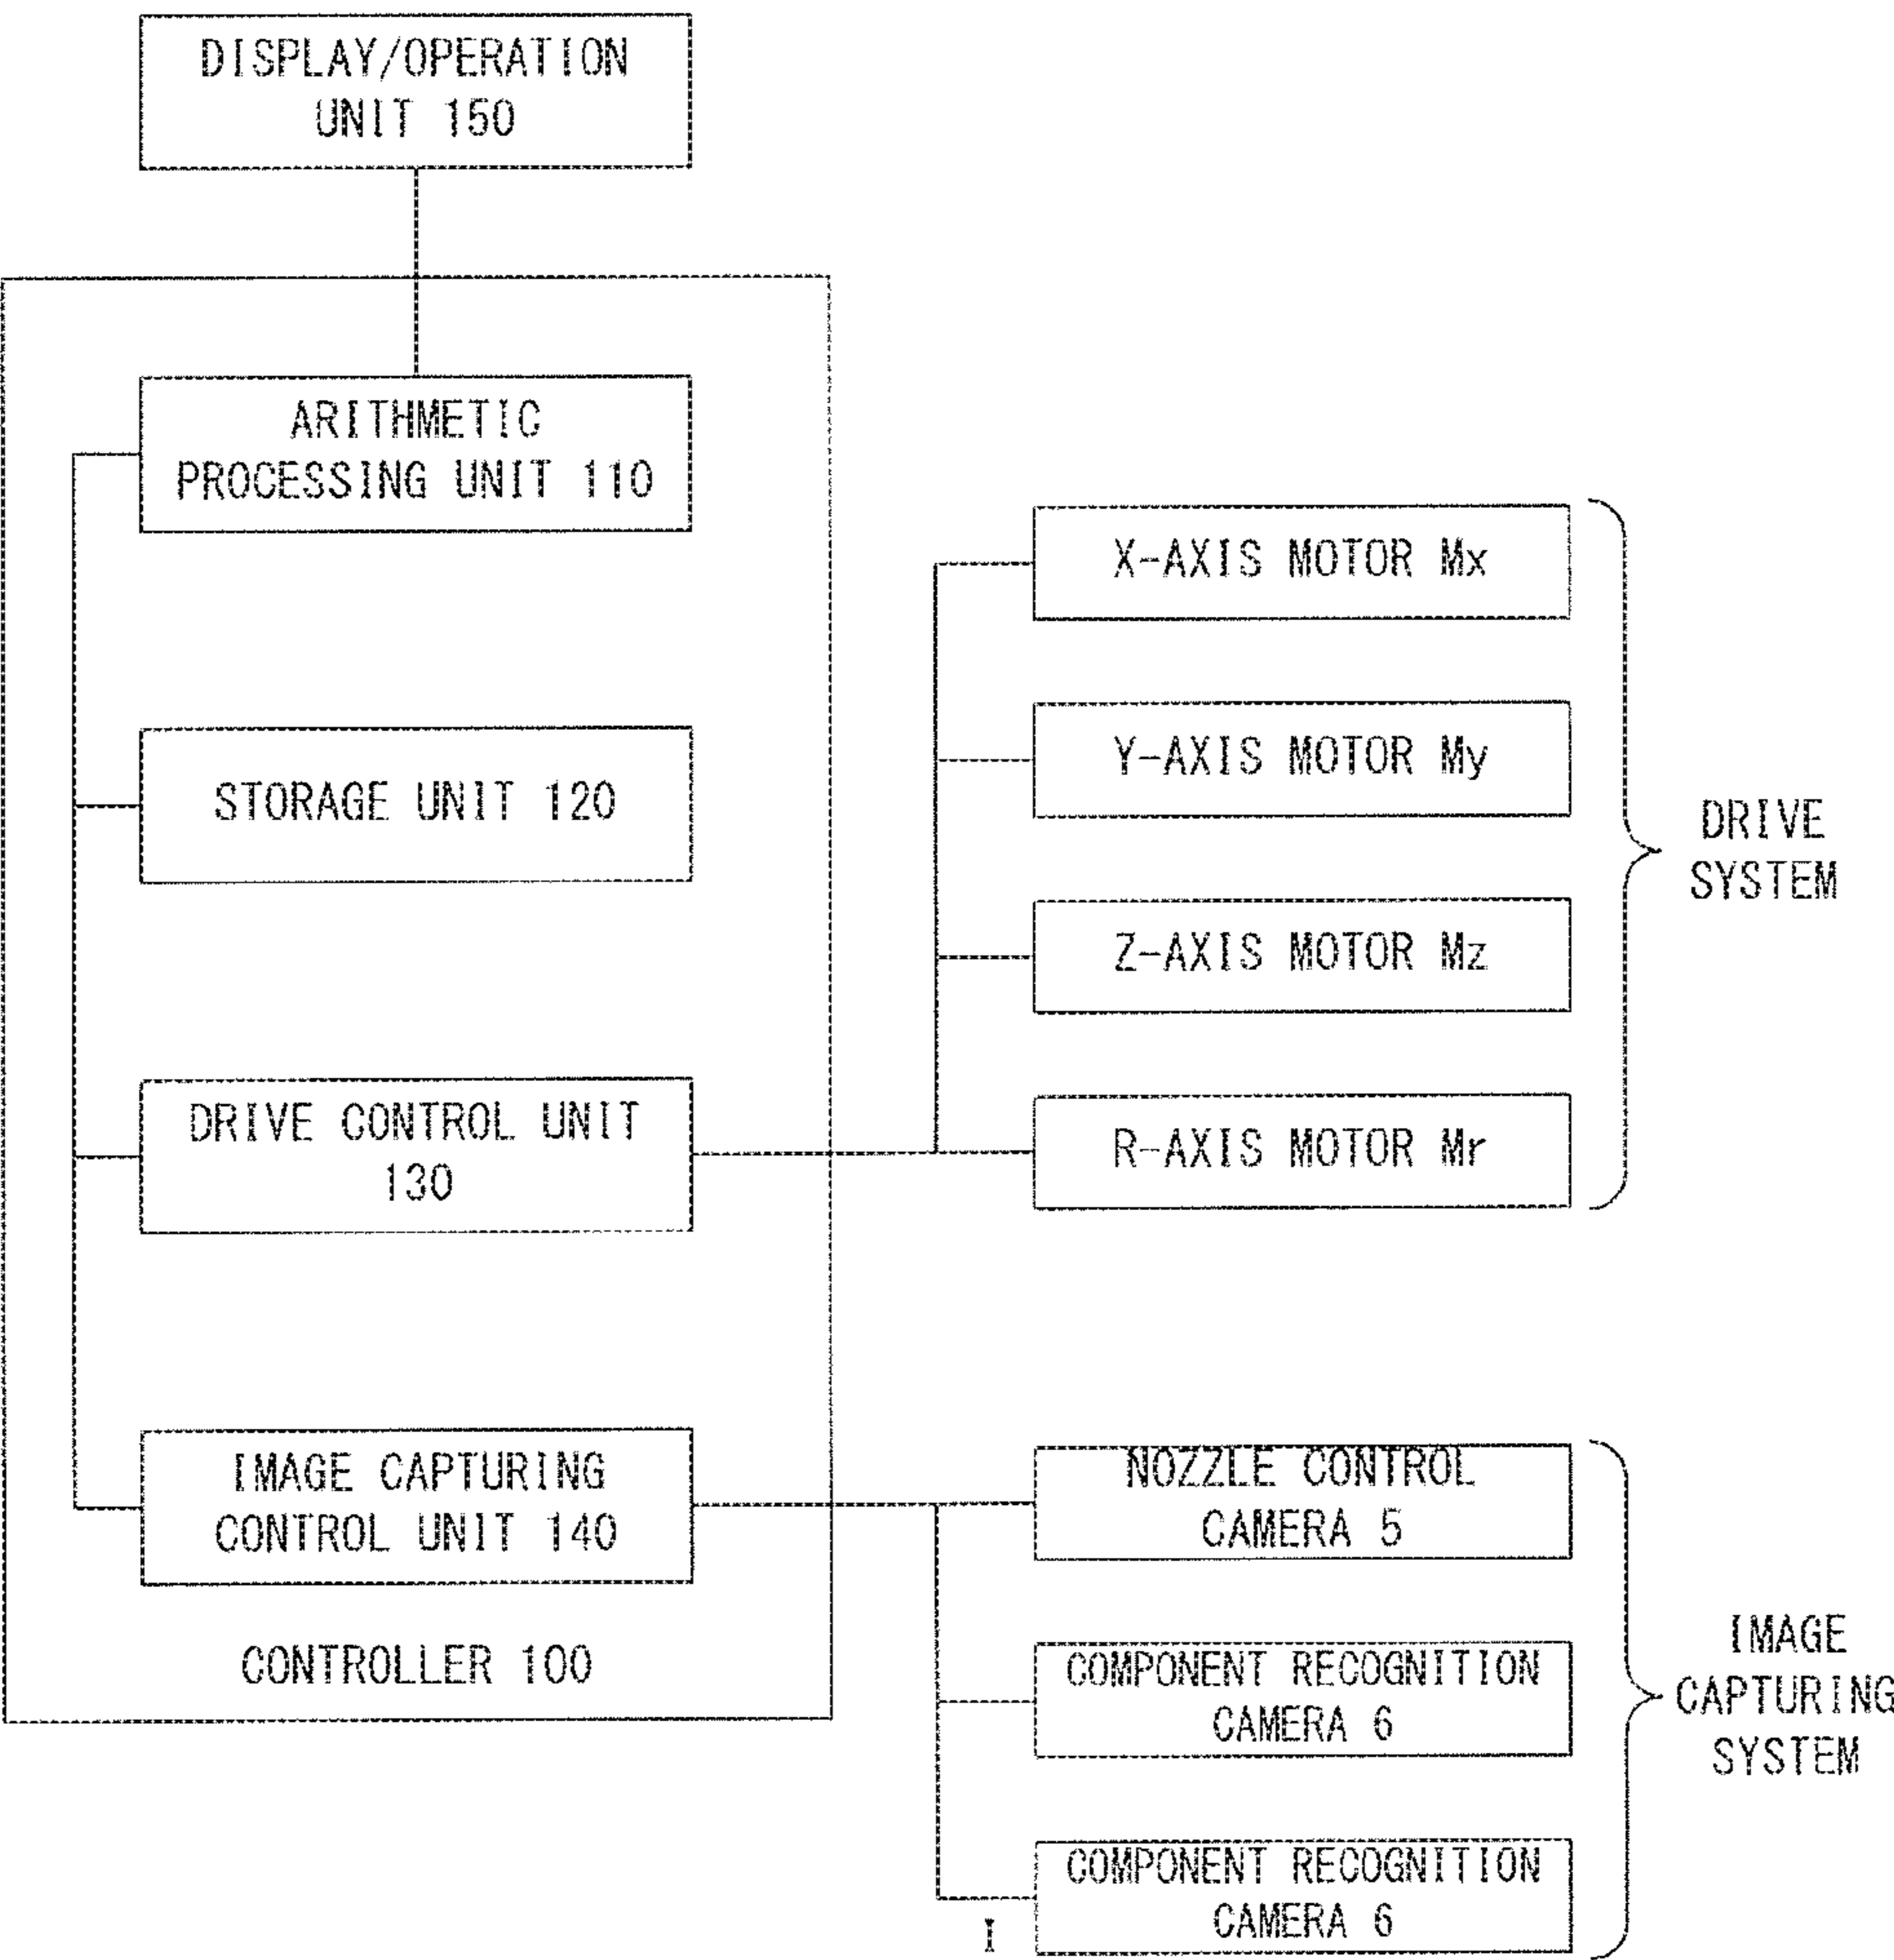 DISPLAY/OPERATION
UNIT 150
ARITHMETIC
PROCESSING UNIT 110
STORAGE UNIT 120
DRIVE CONTROL UNIT
130
IMAGE CAPTURING
CONTROL UNIT 140
CONTROLLER 100
X-AXIS MOTOR Mx
Y-AXIS MOTOR My
Z-AXIS MOTOR Mz
R-AXIS MOTOR Mr
DRIVE
SYSTEM
NOZZLE CONTROL
CAMERA 5
COMPONENT RECOGNITION
CAMERA 6
COMPONENT RECOGNITION
CAMERA 6
I
IMAGE
CAPTURING
SYSTEM